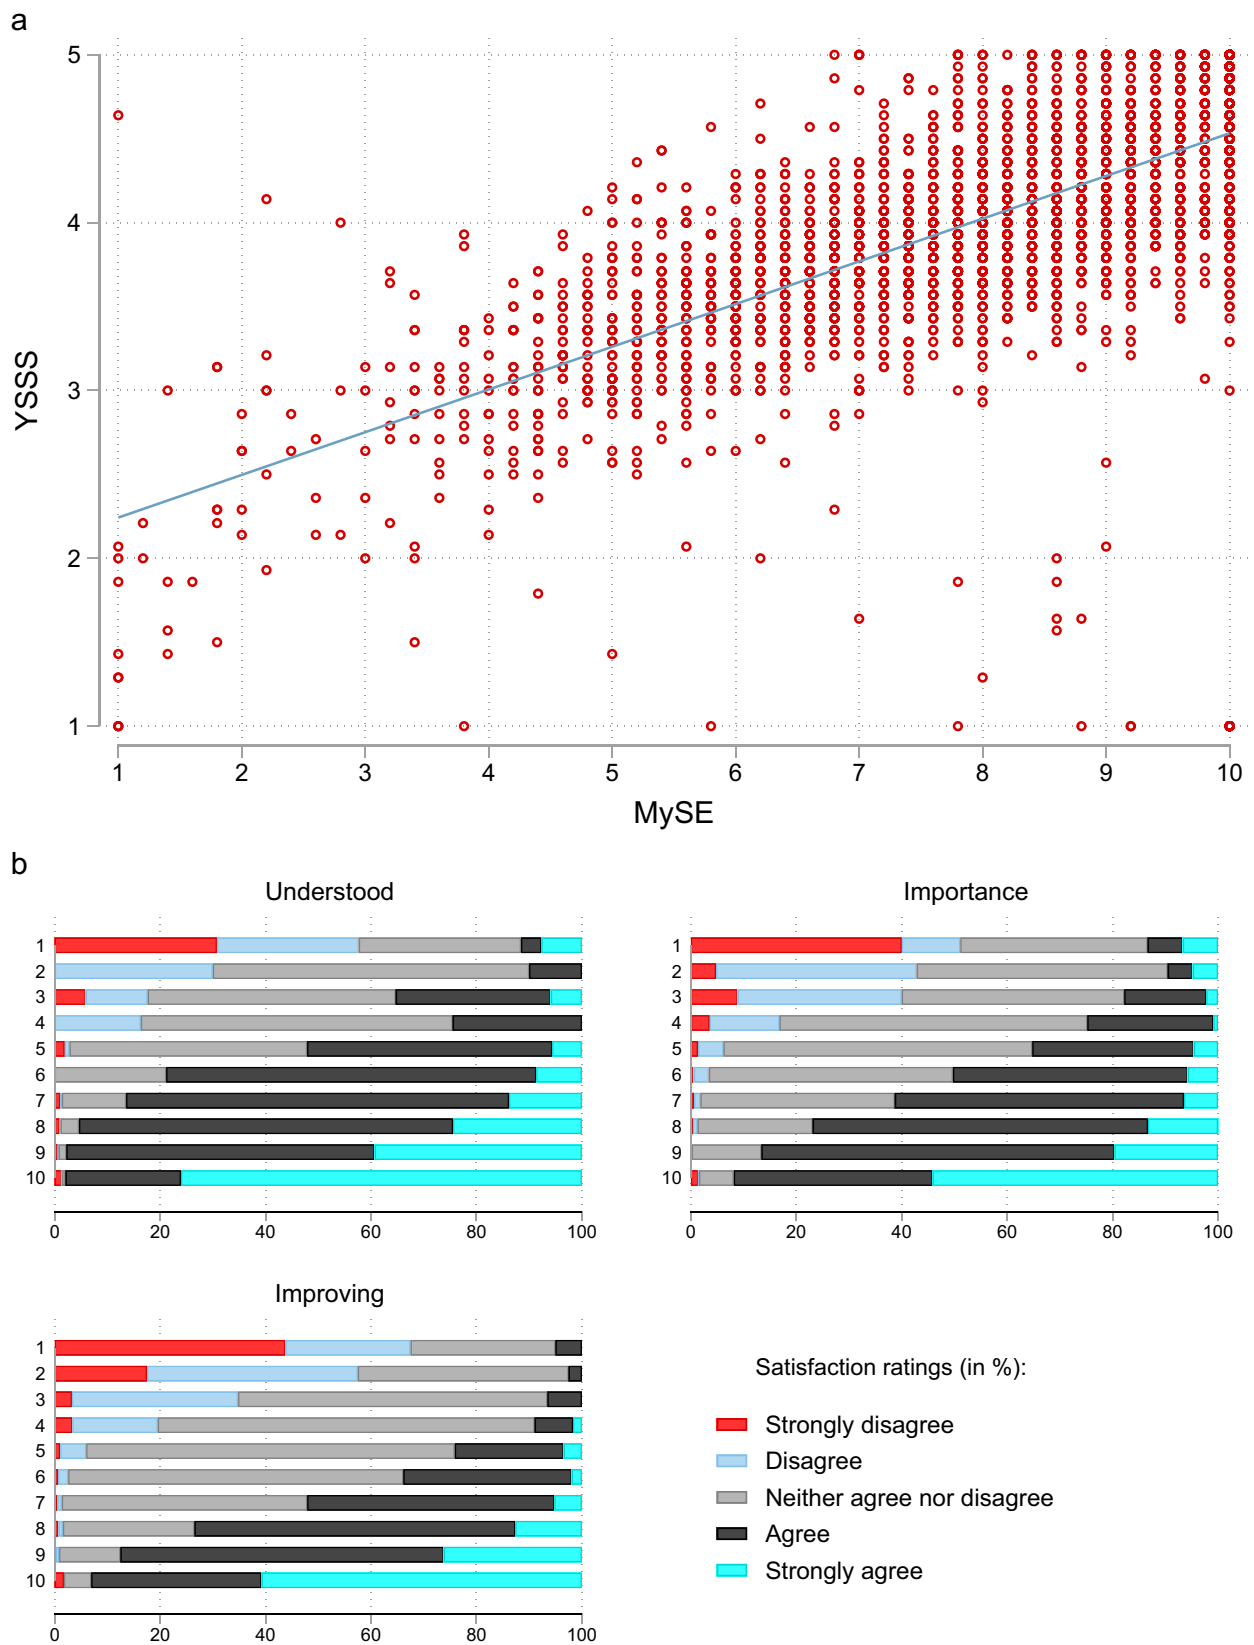 a
5
4
3
2
1
YSSS
1 2 3 4 5 6 7 8 9 10
MySE
b
Understood
1
2
3
4
5
6
7
8
9
10
0 20 40 60 80 100
Importance
1
2
3
4
5
6
7
8
9
10
0 20 40 60 80 100
Improving
1
2
3
4
5
6
7
8
9
10
0 20 40 60 80 100
Satisfaction ratings (in %):
Strongly disagree
Disagree
Neither agree nor disagree
Agree
Strongly agree